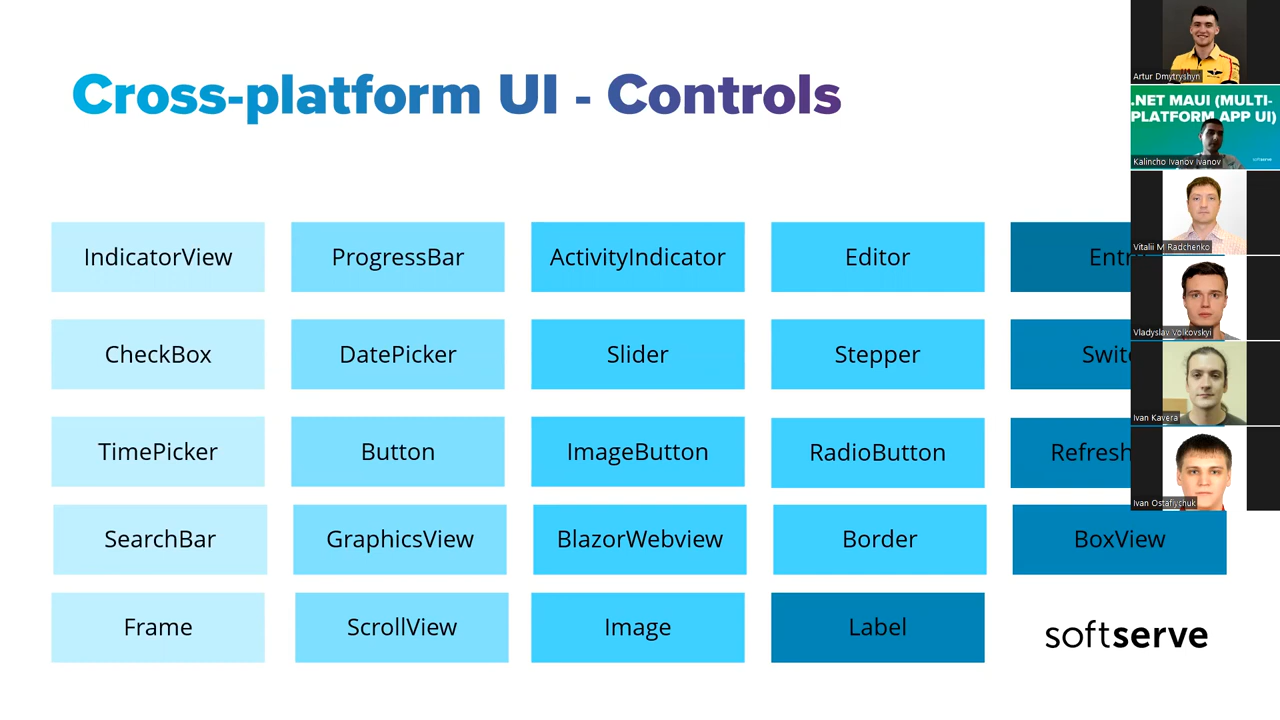 Cross-platform UI - Controls
IndicatorView
ProgressBar
ActivityIndicator
Editor
CheckBox
DatePicker
Slider
Stepper
TimePicker
Button
ImageButton
RadioButton
Refresh
SearchBar
GraphicsView
BlazorWebview
Border
BoxView
Frame
ScrollView
Image
Label
softserve
Artur Dmytryshyn
.NET MAUI (MULTI-
PLATFORM APP UI)
softserve
Kalincho Ivanov Ivanov
Vitalii M Radchenko
Vladyslav Volkovskyi
Ivan Kavera
Ivan Ostafiychuk